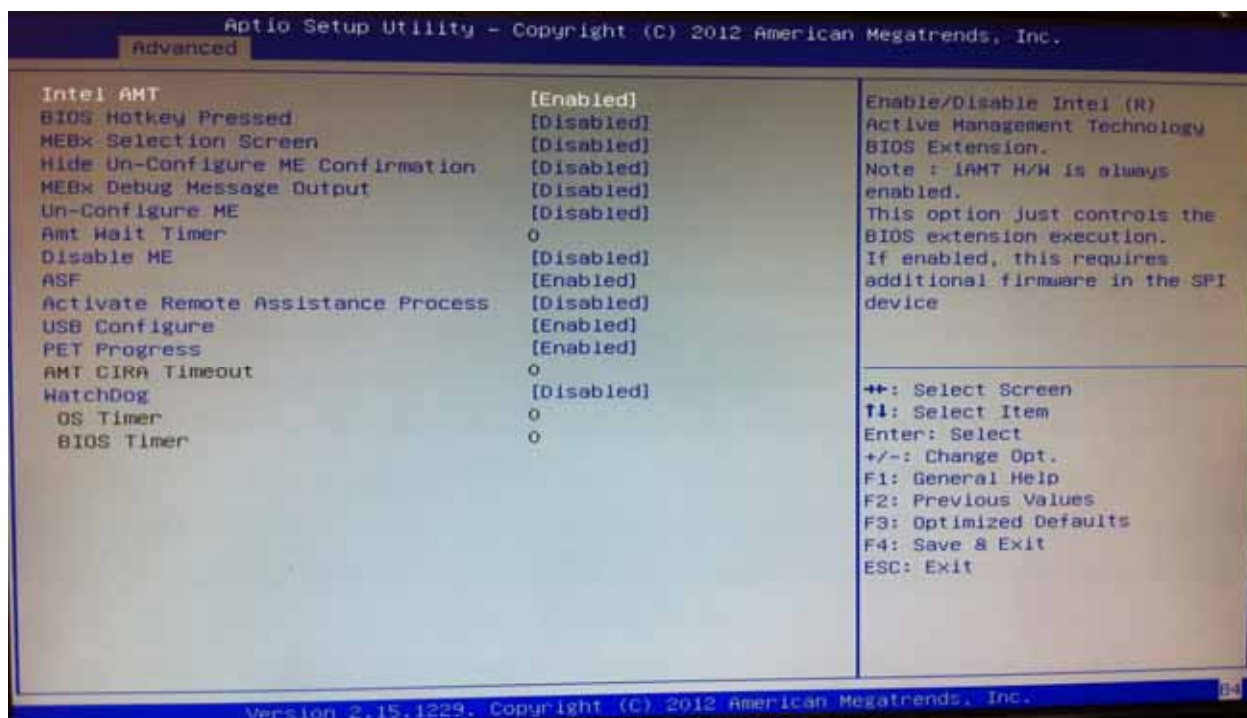 Aptio Setup Utility – Copyright (C) 2012 American Megatrends, Inc.
Advanced
Intel AMT [Enabled]
BIOS Hotkey Pressed [Disabled]
MEBx Selection Screen [Disabled]
Hide Un-Configure ME Confirmation [Disabled]
MEBx Debug Message Output [Disabled]
Un-Configure ME [Disabled]
Amt Wait Timer 0
Disable ME [Disabled]
ASF [Enabled]
Activate Remote Assistance Process [Disabled]
USB Configure [Enabled]
PET Progress [Enabled]
AMT CIRA Timeout 0
WatchDog [Disabled]
OS Timer 0
BIOS Timer 0
Enable/Disable Intel (R)
Active Management Technology
BIOS Extension.
Note : iAMT H/W is always
enabled.
This option just controls the
BIOS extension execution.
If enabled, this requires
additional firmware in the SPI
device
→←: Select Screen
↑↓: Select Item
Enter: Select
+/-: Change Opt.
F1: General Help
F2: Previous Values
F3: Optimized Defaults
F4: Save & Exit
ESC: Exit
Version 2.15.1229. Copyright (C) 2012 American Megatrends, Inc.
B4